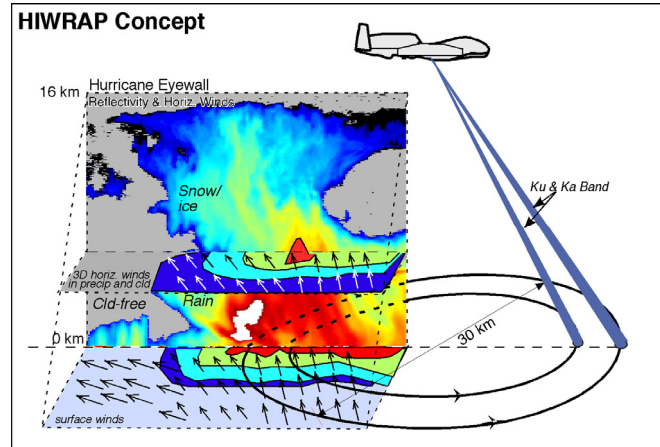 HIWRAP Concept
Hurricane Eyewall
16 km
Reflectivity & Horiz. Winds
Ku & Ka Band
Snow/
ice
3D horiz. winds
in precip and cld
Cld-free
Rain
0 km
30 km
surface winds